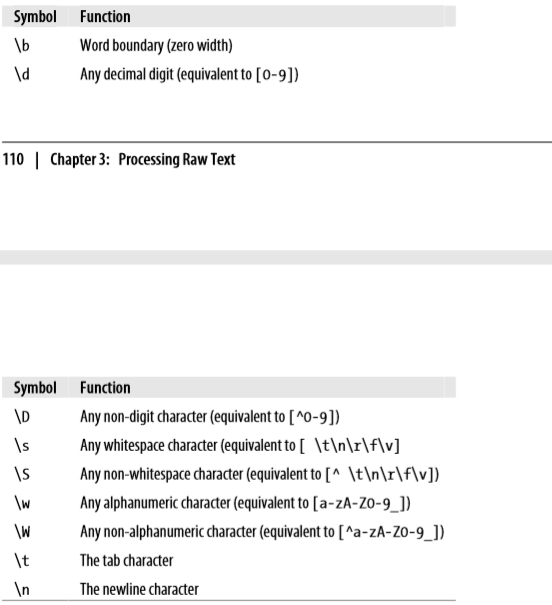 Symbol Function
\b Word boundary (zero width)
\d Any decimal digit (equivalent to [0-9])
110 | Chapter 3: Processing Raw Text
Symbol Function
\D Any non-digit character (equivalent to [^0-9])
\s Any whitespace character (equivalent to [ \t\n\r\f\v]
\S Any non-whitespace character (equivalent to [^ \t\n\r\f\v])
\w Any alphanumeric character (equivalent to [a-zA-Z0-9_])
\W Any non-alphanumeric character (equivalent to [^a-zA-Z0-9_])
\t The tab character
\n The newline character